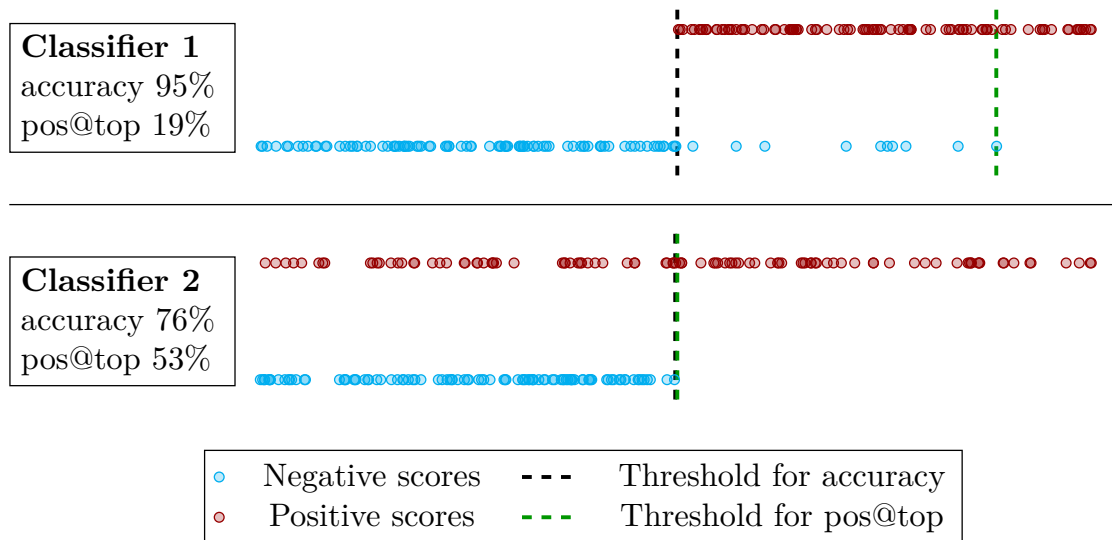 Classifier 1
accuracy 95%
pos@top 19%
Classifier 2
accuracy 76%
pos@top 53%
Negative scores
Threshold for accuracy
Positive scores
Threshold for pos@top